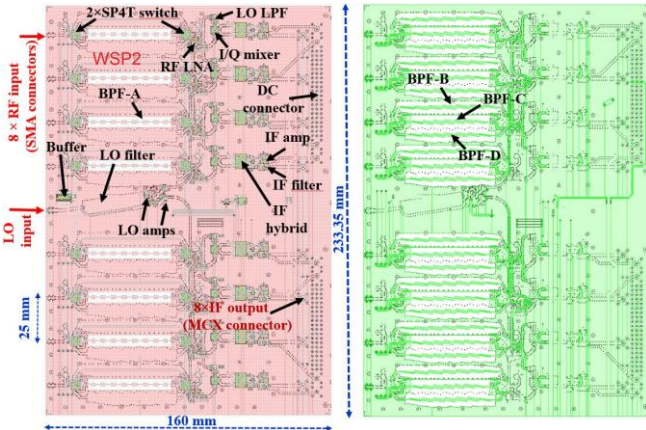 2×SP4T switch
LO LPF
I/Q mixer
RF LNA
WSP2
DC
connector
BPF-A
8 × RF input
(SMA connectors)
Buffer
LO filter
IF amp
IF filter
IF
hybrid
LO amps
LO
input
8×IF output
(MCX connector)
25 mm
160 mm
233.35 mm
BPF-B
BPF-C
BPF-D